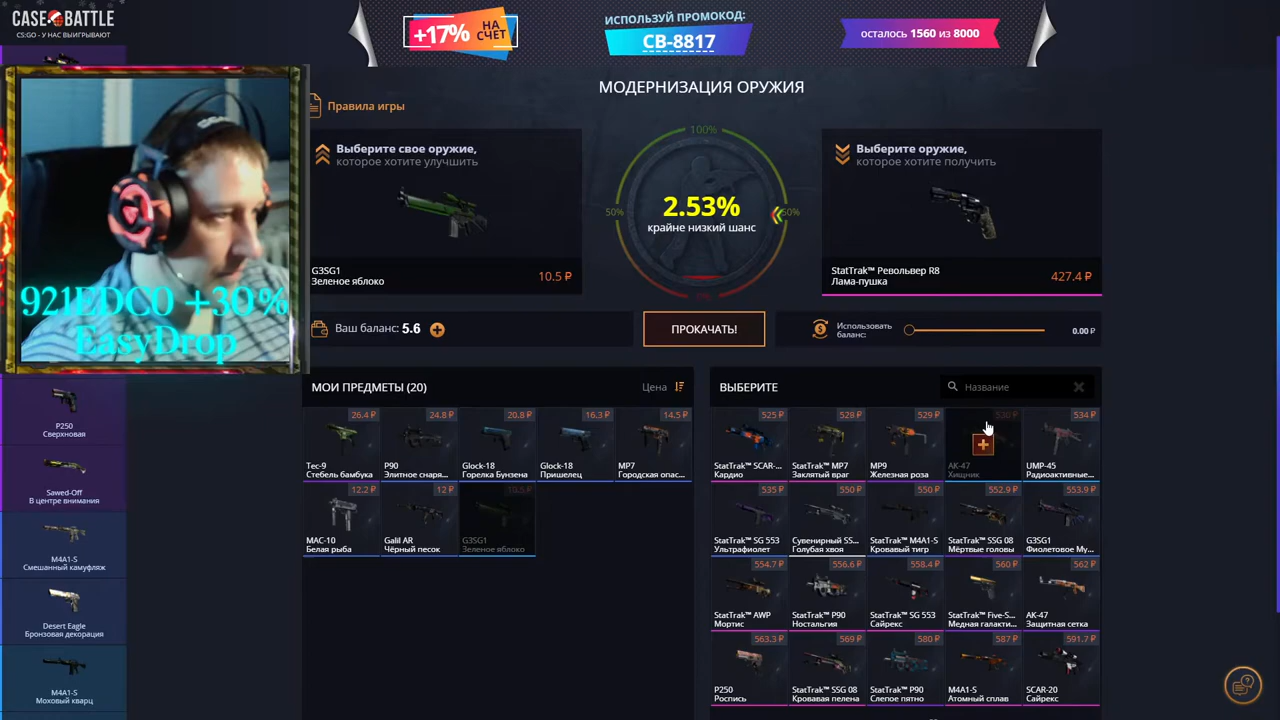 CASE BATTLE
CS:GO - У НАС ВЫИГРЫВАЮТ
+17% НА СЧЕТ
ИСПОЛЬЗУЙ ПРОМОКОД:
CB-8817
осталось 1560 из 8000
МОДЕРНИЗАЦИЯ ОРУЖИЯ
Правила игры
Выберите свое оружие,
которое хотите улучшить
G3SG1
Зеленое яблоко
10.5 ₽
100%
50%
2.53%
крайне низкий шанс
50%
0%
Выберите оружие,
которое хотите получить
StatTrak™ Револьвер R8
Лама-пушка
427.4 ₽
921EDC0 +30%
EasyDrop
Ваш баланс: 5.6
ПРОКАЧАТЬ!
Использовать
баланс:
0.00 ₽
МОИ ПРЕДМЕТЫ (20)
Цена
26.4 ₽
Tec-9
Стебель бамбука
24.8 ₽
P90
Элитное снаря...
20.8 ₽
Glock-18
Горелка Бунзена
16.3 ₽
Glock-18
Пришелец
14.5 ₽
MP7
Городская опас...
12.2 ₽
MAC-10
Белая рыба
12 ₽
Galil AR
Чёрный песок
10.5 ₽
G3SG1
Зеленое яблоко
ВЫБЕРИТЕ
Название
525 ₽
StatTrak™ SCAR-...
Кардио
528 ₽
StatTrak™ MP7
Заклятый враг
529 ₽
MP9
Железная роза
530 ₽
AK-47
Хищник
534 ₽
UMP-45
Радиоактивные...
535 ₽
StatTrak™ SG 553
Ультрафиолет
550 ₽
Сувенирный SS...
Голубая хвоя
550 ₽
StatTrak™ M4A1-S
Кровавый тигр
552.9 ₽
StatTrak™ SSG 08
Мёртвые головы
553.9 ₽
G3SG1
Фиолетовое Му...
554.7 ₽
StatTrak™ AWP
Мортис
556.6 ₽
StatTrak™ P90
Ностальгия
558.4 ₽
StatTrak™ SG 553
Сайрекс
560 ₽
StatTrak™ Five-S...
Медная галакти...
562 ₽
AK-47
Защитная сетка
563.3 ₽
P250
Роспись
569 ₽
StatTrak™ SSG 08
Кровавая пелена
580 ₽
StatTrak™ P90
Слепое пятно
587 ₽
M4A1-S
Атомный сплав
591.7 ₽
SCAR-20
Сайрекс
P250
Сверхновая
Sawed-Off
В центре внимания
M4A1-S
Смешанный камуфляж
Desert Eagle
Бронзовая декорация
M4A1-S
Моховый кварц